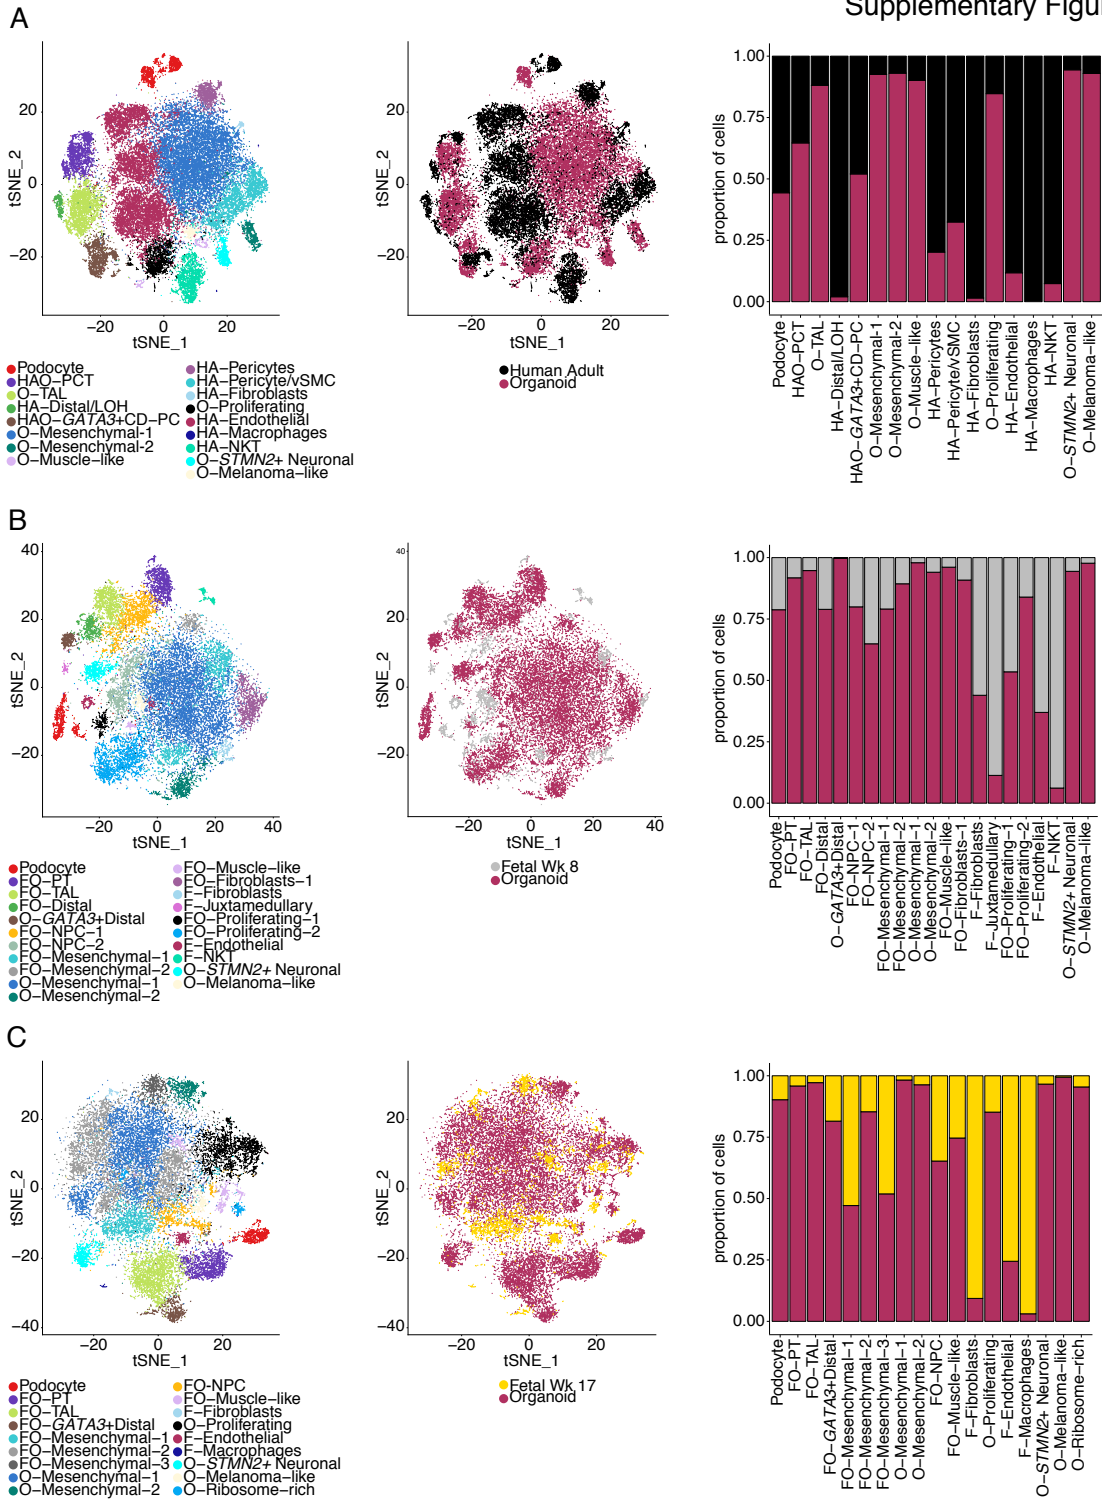 Supplementary Figu
A
20
0
−20
tSNE_2
−20
0
20
tSNE_1
Podocyte
HAO−PCT
O−TAL
HA−Distal/LOH
HAO−GATA3+CD−PC
O−Mesenchymal−1
O−Mesenchymal−2
O−Muscle−like
HA−Pericytes
HA−Pericyte/vSMC
HA−Fibroblasts
O−Proliferating
HA−Endothelial
HA−Macrophages
HA−NKT
O−STMN2+ Neuronal
O−Melanoma−like
20
0
−20
tSNE_2
−20
0
20
tSNE_1
Human Adult
Organoid
1.00
0.75
0.50
0.25
0.00
proportion of cells
Podocyte
HAO−PCT
O−TAL
HA−Distal/LOH
HAO−GATA3+CD−PC
O−Mesenchymal−1
O−Mesenchymal−2
O−Muscle−like
HA−Pericytes
HA−Pericyte/vSMC
HA−Fibroblasts
O−Proliferating
HA−Endothelial
HA−Macrophages
HA−NKT
O−STMN2+ Neuronal
O−Melanoma−like
B
40
20
0
−20
tSNE_2
−20
0
20
40
tSNE_1
Podocyte
FO−PT
FO−TAL
FO−Distal
O−GATA3+Distal
FO−NPC−1
FO−NPC−2
FO−Mesenchymal−1
FO−Mesenchymal−2
O−Mesenchymal−1
O−Mesenchymal−2
FO−Muscle−like
FO−Fibroblasts−1
F−Fibroblasts
F−Juxtamedullary
FO−Proliferating−1
FO−Proliferating−2
F−Endothelial
F−NKT
O−STMN2+ Neuronal
O−Melanoma−like
40
20
0
−20
tSNE_2
−20
0
20
40
tSNE_1
Fetal Wk 8
Organoid
1.00
0.75
0.50
0.25
0.00
proportion of cells
Podocyte
FO−PT
FO−TAL
FO−Distal
O−GATA3+Distal
FO−NPC−1
FO−NPC−2
FO−Mesenchymal−1
FO−Mesenchymal−2
O−Mesenchymal−1
O−Mesenchymal−2
FO−Muscle−like
FO−Fibroblasts−1
F−Fibroblasts
F−Juxtamedullary
FO−Proliferating−1
FO−Proliferating−2
F−Endothelial
F−NKT
O−STMN2+ Neuronal
O−Melanoma−like
C
20
0
−20
−40
tSNE_2
−20
0
20
tSNE_1
Podocyte
FO−PT
FO−TAL
FO−GATA3+Distal
FO−Mesenchymal−1
FO−Mesenchymal−2
FO−Mesenchymal−3
O−Mesenchymal−1
O−Mesenchymal−2
FO-NPC
FO−Muscle−like
F−Fibroblasts
O−Proliferating
F−Endothelial
F−Macrophages
O−STMN2+ Neuronal
O−Melanoma−like
O−Ribosome−rich
20
0
−20
−40
tSNE_2
−20
0
20
tSNE_1
Fetal Wk 17
Organoid
1.00
0.75
0.50
0.25
0.00
proportion of cells
Podocyte
FO−PT
FO−TAL
FO−GATA3+Distal
FO−Mesenchymal−1
FO−Mesenchymal−2
FO−Mesenchymal−3
O−Mesenchymal−1
O−Mesenchymal−2
FO−NPC
FO−Muscle−like
F−Fibroblasts
O−Proliferating
F−Endothelial
F−Macrophages
O−STMN2+ Neuronal
O−Melanoma−like
O−Ribosome−rich